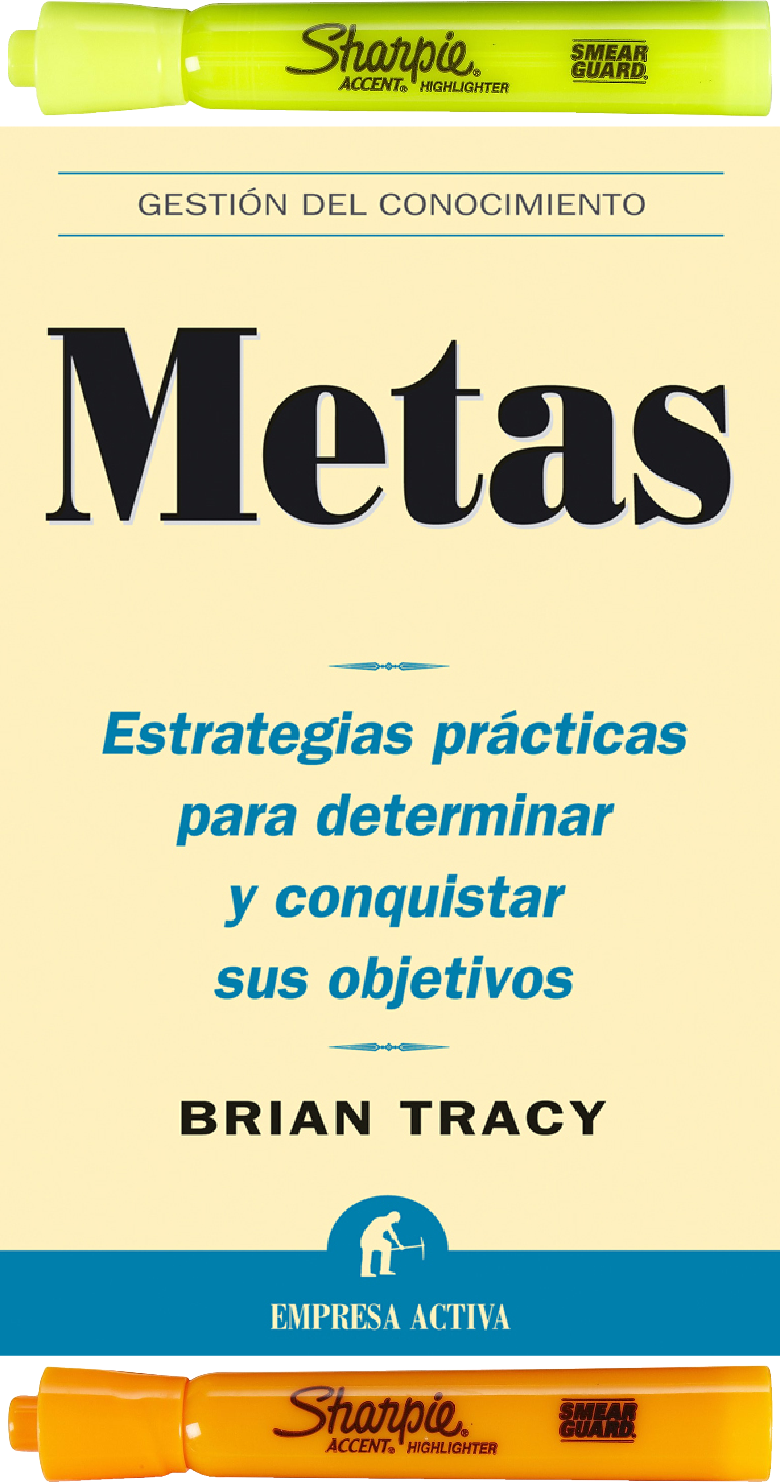 Sharpie®
ACCENT® HIGHLIGHTER
SMEAR
GUARD®
GESTIÓN DEL CONOCIMIENTO
Metas
Estrategias prácticas
para determinar
y conquistar
sus objetivos
BRIAN TRACY
EMPRESA ACTIVA
Sharpie®
ACCENT® HIGHLIGHTER
SMEAR
GUARD®